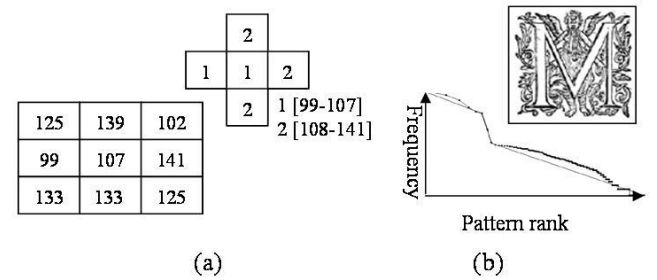 2
1 1 2
2
1 [99-107]
2 [108-141]
125 139 102
99 107 141
133 133 125
(a)
M
Frequency
Pattern rank
(b)